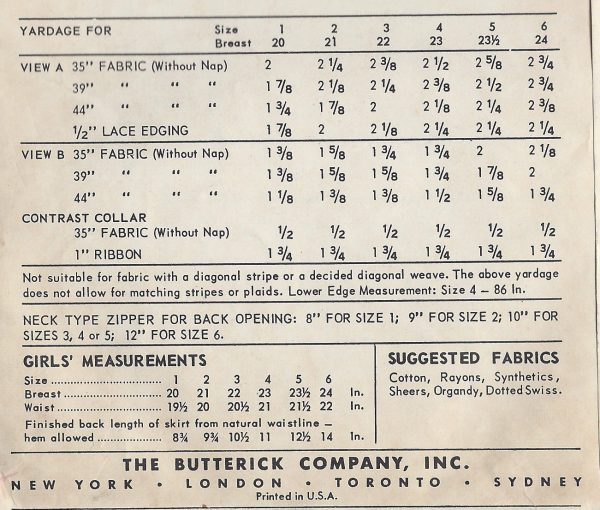 YARDAGE FOR Size 1 2 3 4 5 6
Breast 20 21 22 23 23½ 24
VIEW A 35" FABRIC (Without Nap) 2 2 1/4 2 3/8 2 1/2 2 5/8 2 3/4
39" " " " 1 7/8 2 1/8 2 1/4 2 3/8 2 1/2 2 3/4
44" " " " 1 3/4 1 7/8 2 2 1/8 2 1/4 2 3/8
1/2" LACE EDGING 1 7/8 2 2 1/8 2 1/4 2 1/4 2 1/4
VIEW B 35" FABRIC (Without Nap) 1 3/8 1 5/8 1 3/4 1 3/4 2 2 1/8
39" " " " 1 3/8 1 5/8 1 3/4 1 3/4 1 7/8 2
44" " " " 1 1/8 1 3/8 1 3/8 1 1/2 1 5/8 1 3/4
CONTRAST COLLAR
35" FABRIC (Without Nap) 1/2 1/2 1/2 1/2 1/2 1/2
1" RIBBON 1 3/4 1 3/4 1 3/4 1 3/4 1 3/4 1 3/4
Not suitable for fabric with a diagonal stripe or a decided diagonal weave. The above yardage
does not allow for matching stripes or plaids. Lower Edge Measurement: Size 4 – 86 In.
NECK TYPE ZIPPER FOR BACK OPENING: 8" FOR SIZE 1; 9" FOR SIZE 2; 10" FOR
SIZES 3, 4 or 5; 12" FOR SIZE 6.
GIRLS' MEASUREMENTS
Size 1 2 3 4 5 6
Breast 20 21 22 23 23½ 24 In.
Waist 19½ 20 20½ 21 21½ 22 In.
Finished back length of skirt from natural waistline –
hem allowed 8¾ 9¾ 10½ 11 12½ 14 In.
SUGGESTED FABRICS
Cotton, Rayons, Synthetics,
Sheers, Organdy, Dotted Swiss.
THE BUTTERICK COMPANY, INC.
NEW YORK • LONDON • TORONTO • SYDNEY
Printed in U.S.A.